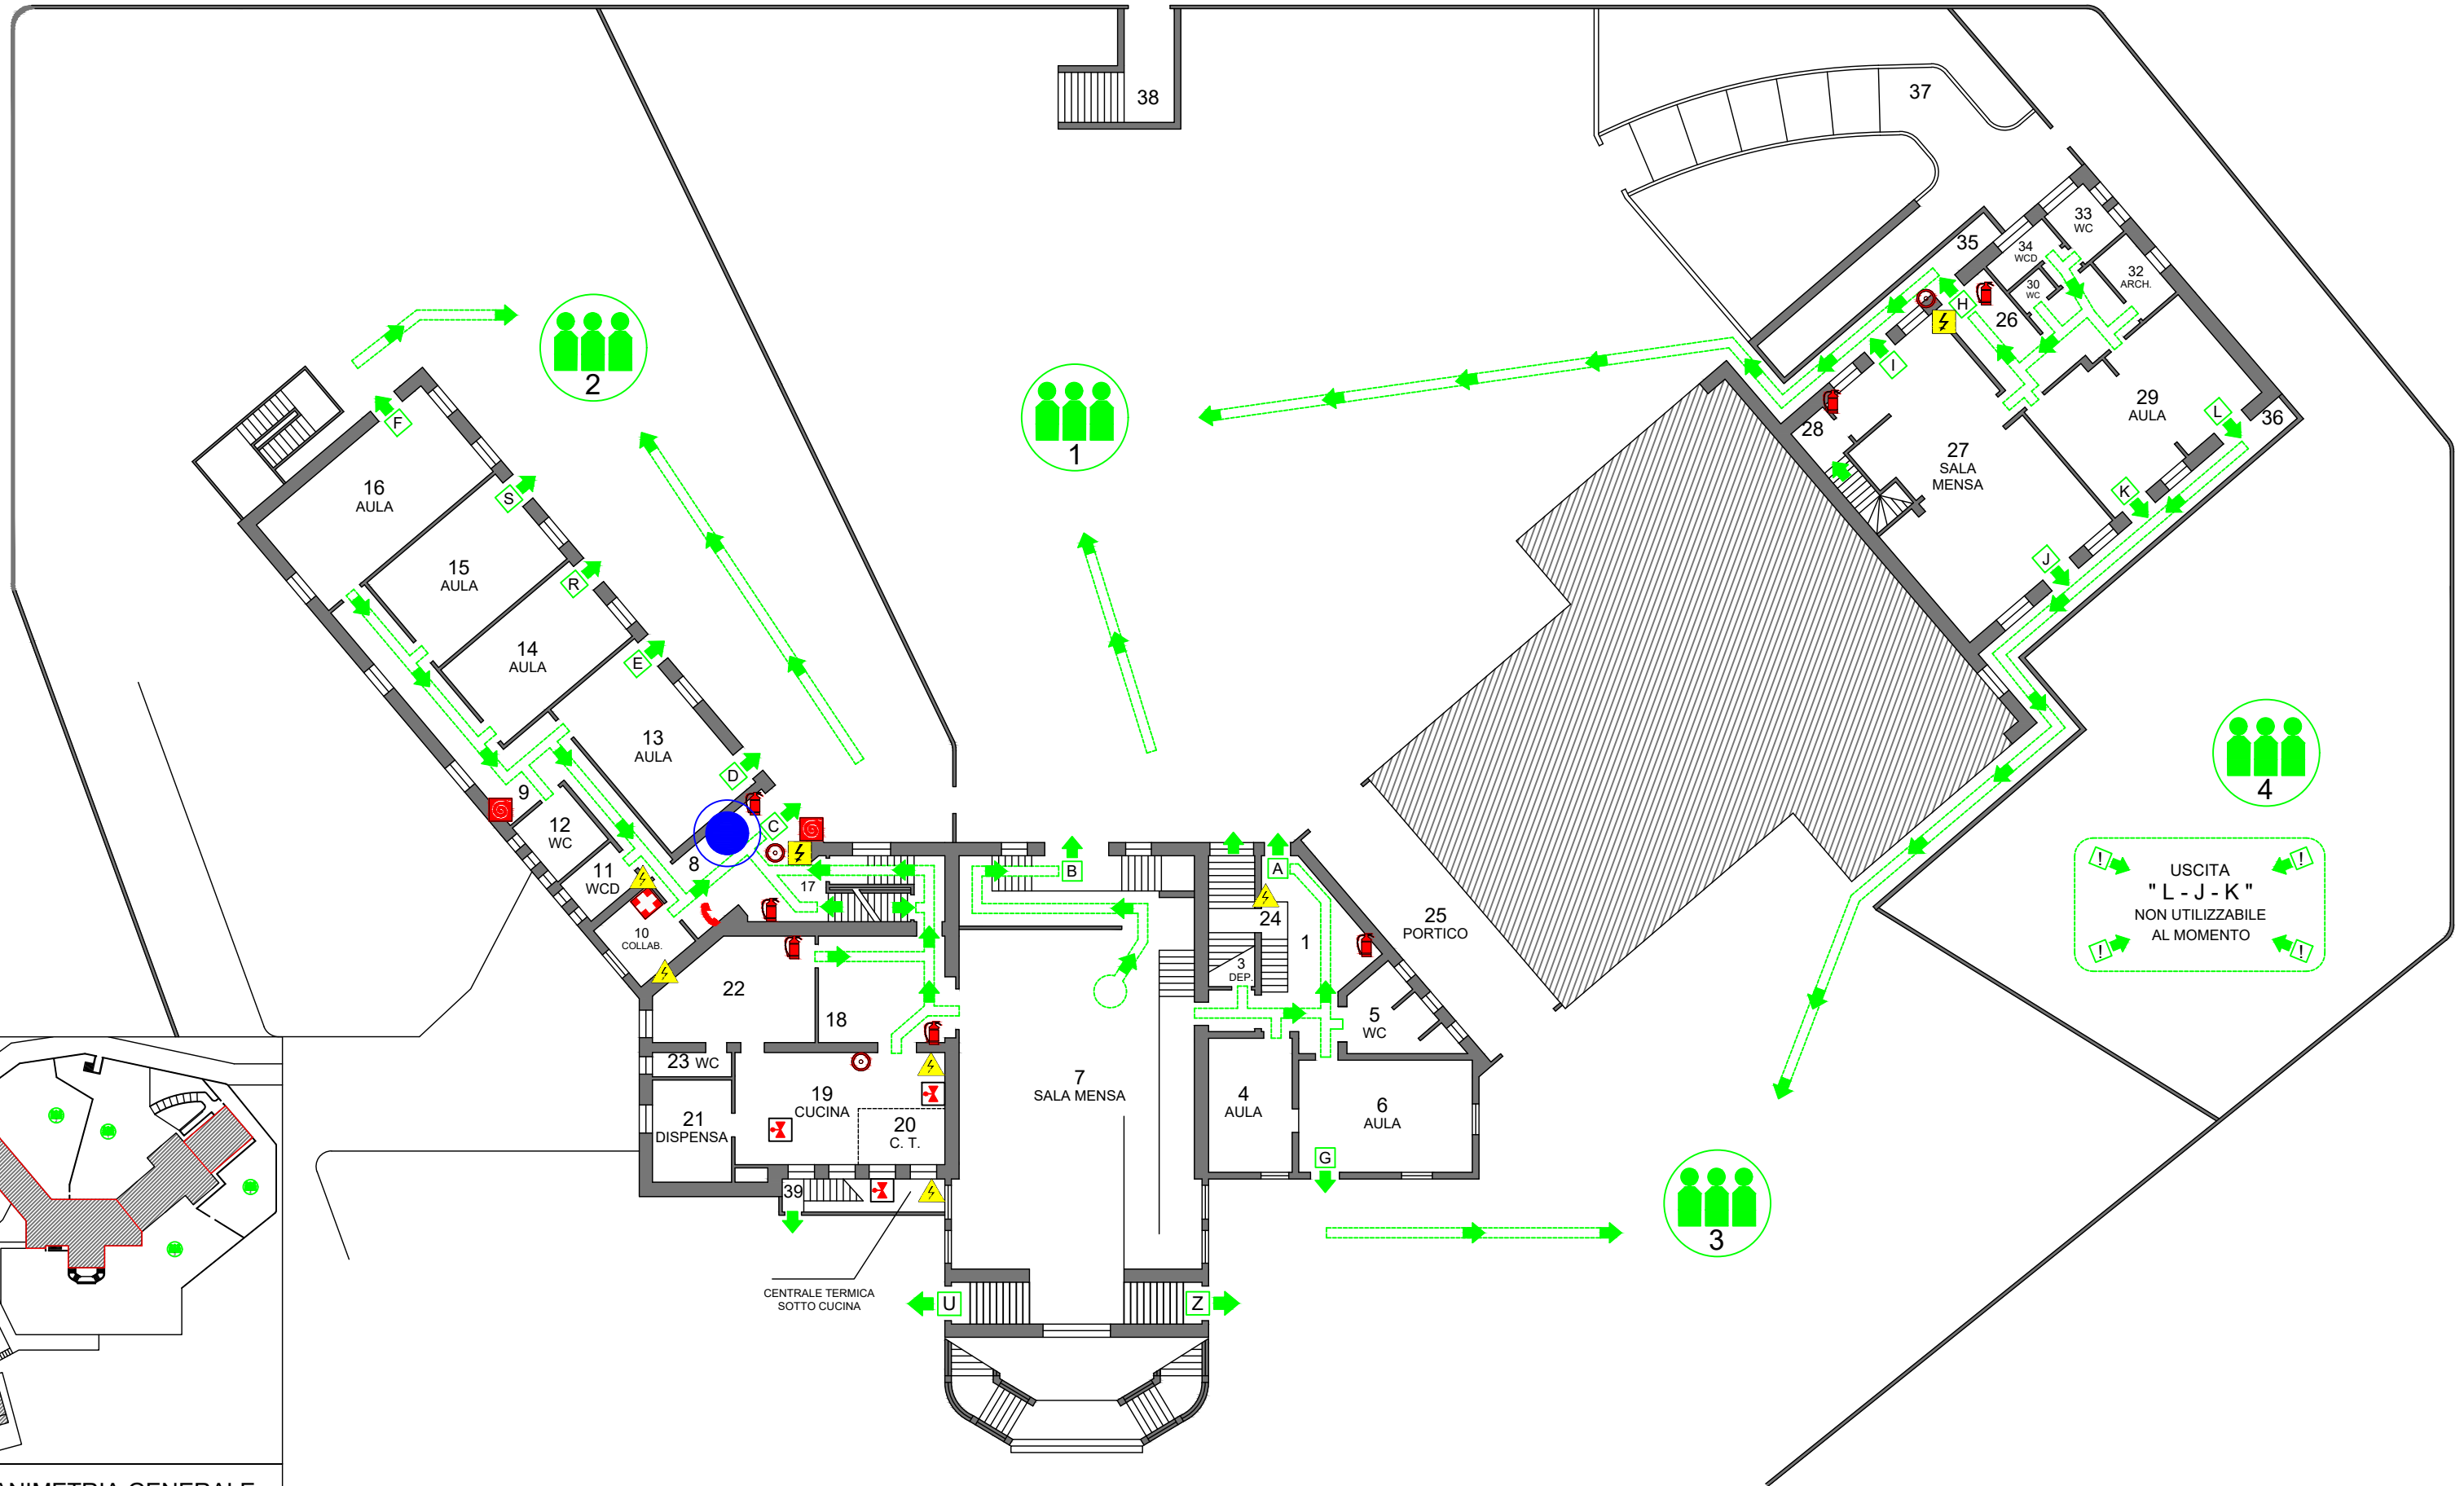 38
37
33
WC
35
34
WCD
32
ARCH.
30
WC
H
26
2
I
1
29
AULA
L
36
F
28
27
SALA
MENSA
16
AULA
S
K
15
AULA
R
J
14
AULA
E
13
AULA
D
4
9
C
12
WC
8
11
WCD
17
B
A
USCITA
" L - J - K "
NON UTILIZZABILE
AL MOMENTO
!
!
!
!
10
COLLAB.
24
25
PORTICO
1
3
DEP.
22
18
5
WC
23 WC
7
SALA MENSA
19
CUCINA
4
AULA
6
AULA
21
DISPENSA
20
C. T.
G
39
3
CENTRALE TERMICA
SOTTO CUCINA
U
Z
ANIMETRIA GENERALE